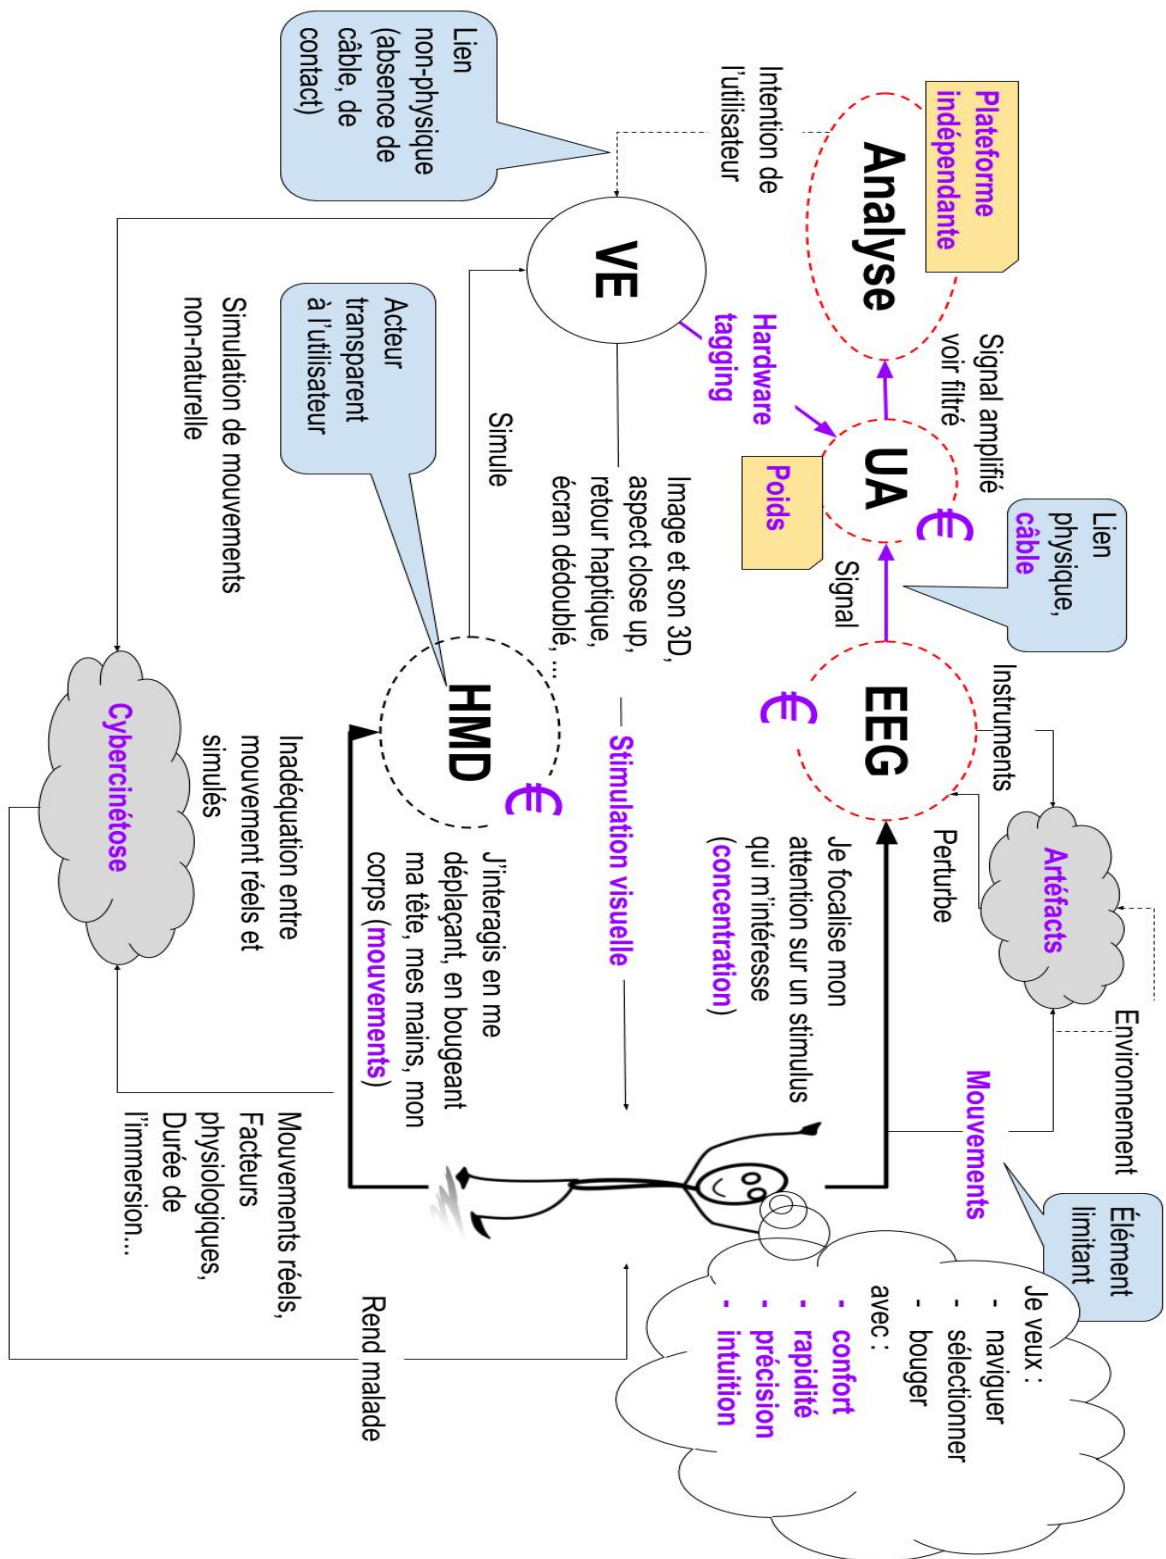 Plateforme
indépendante
Analyse
Signal amplifié
voir filtré
UA
€
Poids
Lien
physique,
câble
Signal
EEG
€
Instruments
Artéfacts
Perturbe
Environnement
Mouvements
Élément
limitant
Je veux :
- naviguer
- sélectionner
- bouger
avec :
- confort
- rapidité
- précision
- intuition
Je focalise mon
attention sur un stimulus
qui m'intéresse
(concentration)
Intention de
l'utilisateur
Hardware
tagging
Lien
non-physique
(absence de
câble, de
contact)
VE
Image et son 3D,
aspect close up,
retour haptique,
écran dédoublé,...
Stimulation visuelle
Simule
Acteur
transparent
à l'utilisateur
HMD
€
J'interagis en me
déplaçant, en bougeant
ma tête, mes mains, mon
corps (mouvements)
Simulation de mouvements
non-naturelle
Inadéquation entre
mouvement réels et
simulés
Cybercinétose
Mouvements réels,
Facteurs
physiologiques,
Durée de
l'immersion...
Rend malade